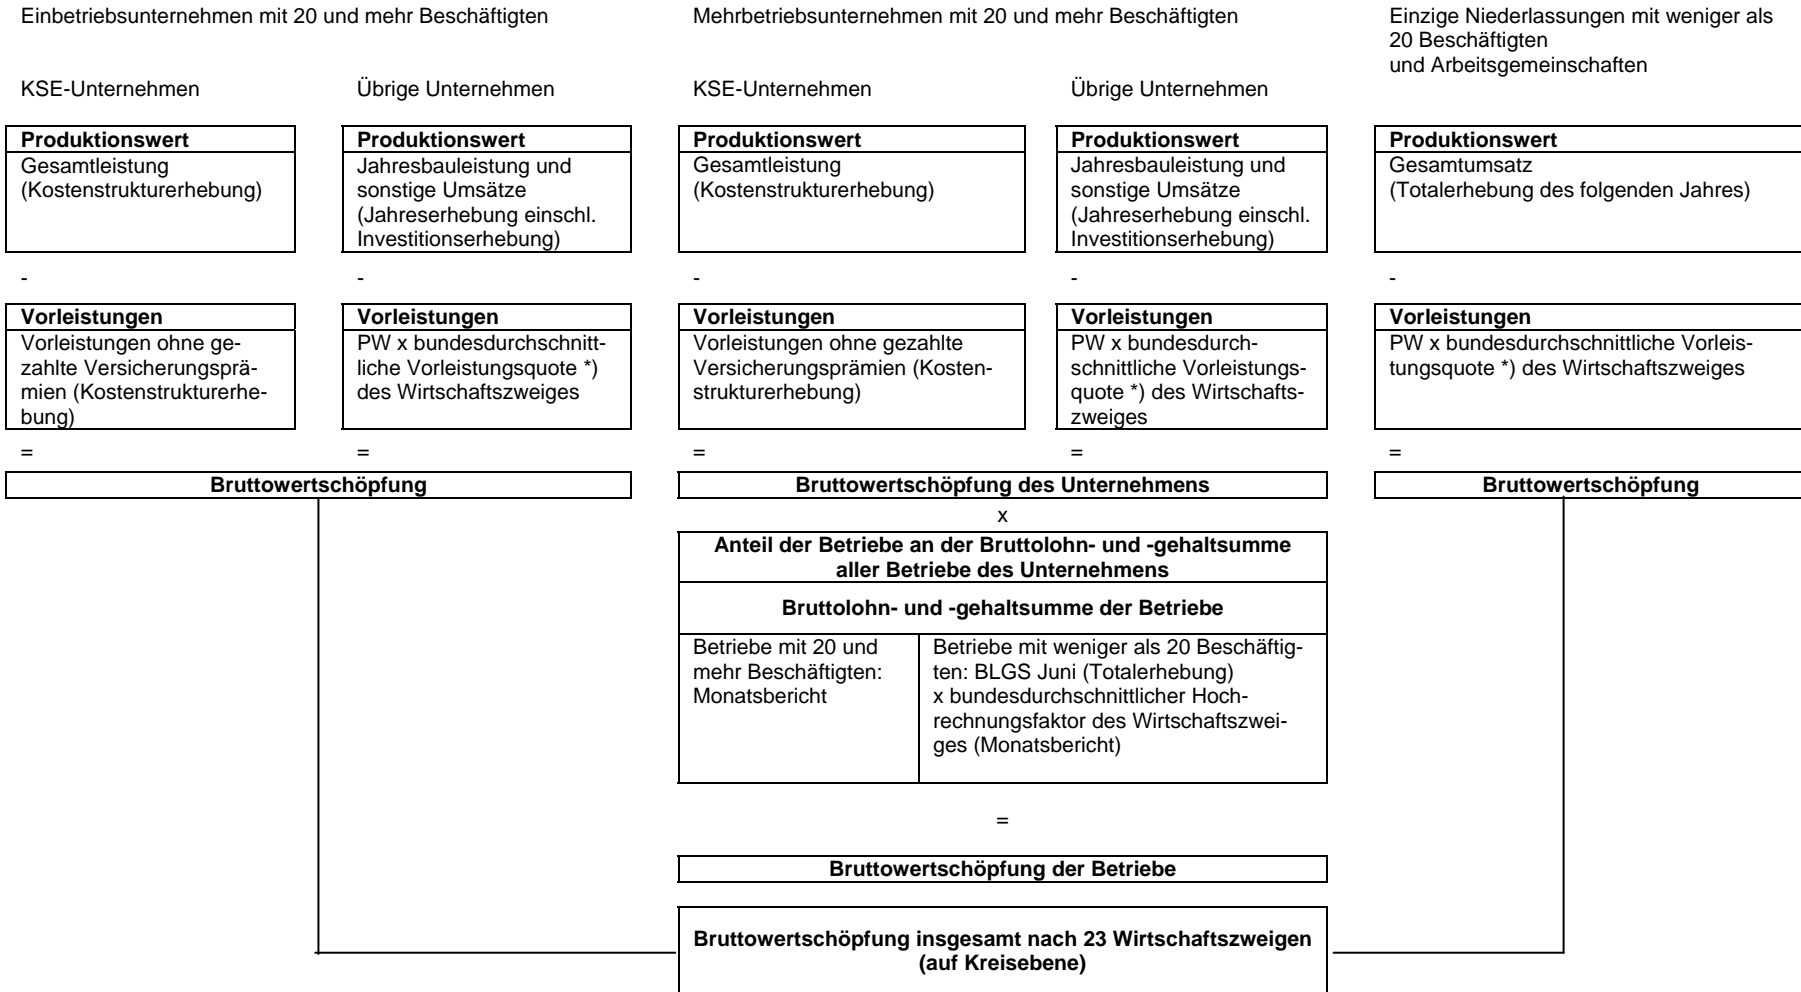 Einbetriebsunternehmen mit 20 und mehr Beschäftigten
Mehrbetriebsunternehmen mit 20 und mehr Beschäftigten
Einzige Niederlassungen mit weniger als
20 Beschäftigten
und Arbeitsgemeinschaften
KSE-Unternehmen
Übrige Unternehmen
KSE-Unternehmen
Übrige Unternehmen
Produktionswert
Gesamtleistung
(Kostenstrukturerhebung)
Produktionswert
Jahresbauleistung und
sonstige Umsätze
(Jahreserhebung einschl.
Investitionserhebung)
Produktionswert
Gesamtleistung
(Kostenstrukturerhebung)
Produktionswert
Jahresbauleistung und
sonstige Umsätze
(Jahreserhebung einschl.
Investitionserhebung)
Produktionswert
Gesamtumsatz
(Totalerhebung des folgenden Jahres)
-
-
-
-
-
Vorleistungen
Vorleistungen ohne ge-
zahlte Versicherungsprä-
mien (Kostenstrukturerhe-
bung)
Vorleistungen
PW x bundesdurchschnitt-
liche Vorleistungsquote *)
des Wirtschaftszweiges
Vorleistungen
Vorleistungen ohne gezahlte
Versicherungsprämien (Kosten-
strukturerhebung)
Vorleistungen
PW x bundesdurch-
schnittliche Vorleistungs-
quote *) des Wirtschafts-
zweiges
Vorleistungen
PW x bundesdurchschnittliche Vorleis-
tungsquote *) des Wirtschaftszweiges
=
=
=
=
=
Bruttowertschöpfung
Bruttowertschöpfung des Unternehmens
Bruttowertschöpfung
x
Anteil der Betriebe an der Bruttolohn- und -gehaltsumme
aller Betriebe des Unternehmens
Bruttolohn- und -gehaltsumme der Betriebe
Betriebe mit 20 und
mehr Beschäftigten:
Monatsbericht
Betriebe mit weniger als 20 Beschäftig-
ten: BLGS Juni (Totalerhebung)
x bundesdurchschnittlicher Hoch-
rechnungsfaktor des Wirtschaftszwei-
ges (Monatsbericht)
=
Bruttowertschöpfung der Betriebe
Bruttowertschöpfung insgesamt nach 23 Wirtschaftszweigen
(auf Kreisebene)